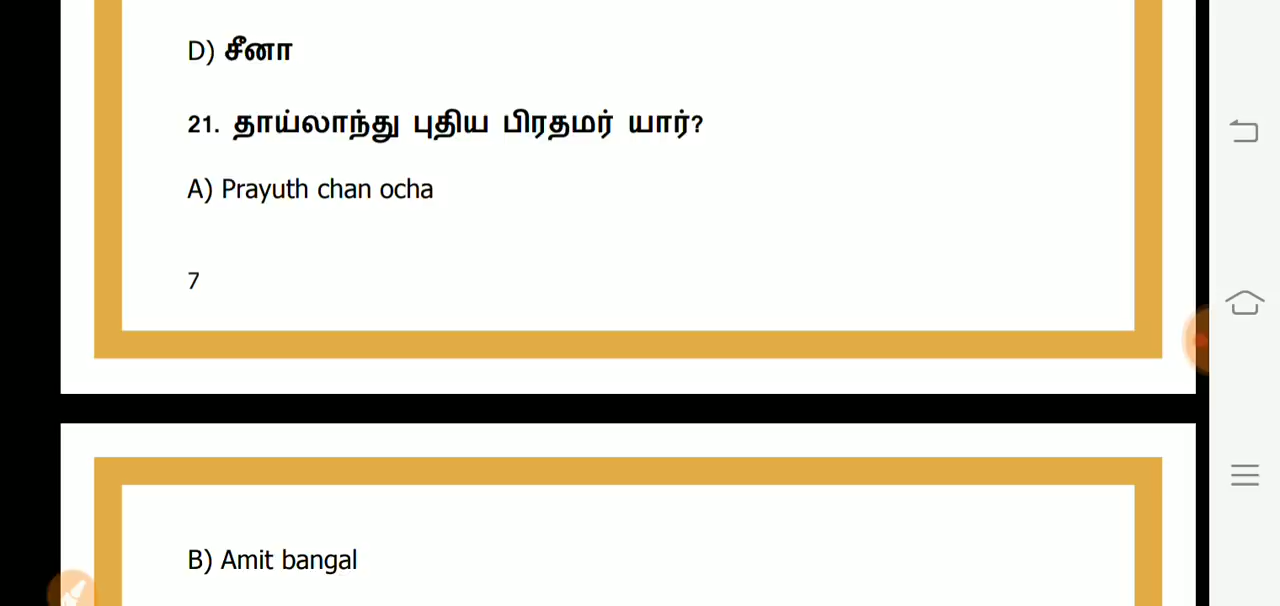 D) சீனா
21. தாய்லாந்து புதிய பிரதமர் யார்?
A) Prayuth chan ocha
7
B) Amit bangal